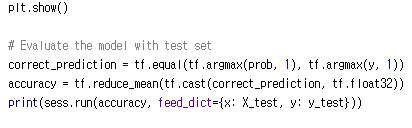 plt.show()
# Evaluate the model with test set
correct_prediction = tf.equal(tf.argmax(prob, 1), tf.argmax(y, 1))
accuracy = tf.reduce_mean(tf.cast(correct_prediction, tf.float32))
print(sess.run(accuracy, feed_dict={x: X_test, y: y_test}))